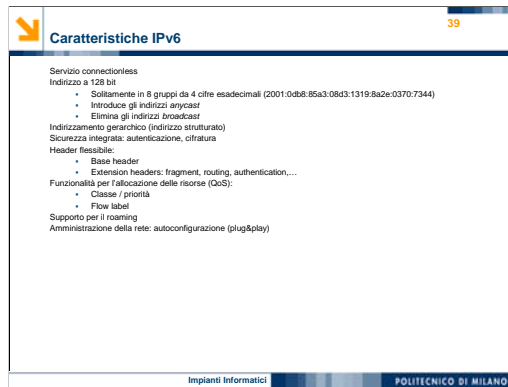 39
Caratteristiche IPv6
Servizio connectionless
Indirizzo a 128 bit
• Solitamente in 8 gruppi da 4 cifre esadecimali (2001:0db8:85a3:08d3:1319:8a2e:0370:7344)
• Introduce gli indirizzi anycast
• Elimina gli indirizzi broadcast
Indirizzamento gerarchico (indirizzo strutturato)
Sicurezza integrata: autenticazione, cifratura
Header flessibile:
• Base header
• Extension headers: fragment, routing, authentication,…
Funzionalità per l'allocazione delle risorse (QoS):
• Classe / priorità
• Flow label
Supporto per il roaming
Amministrazione della rete: autoconfigurazione (plug&play)
Impianti Informatici
POLITECNICO DI MILANO